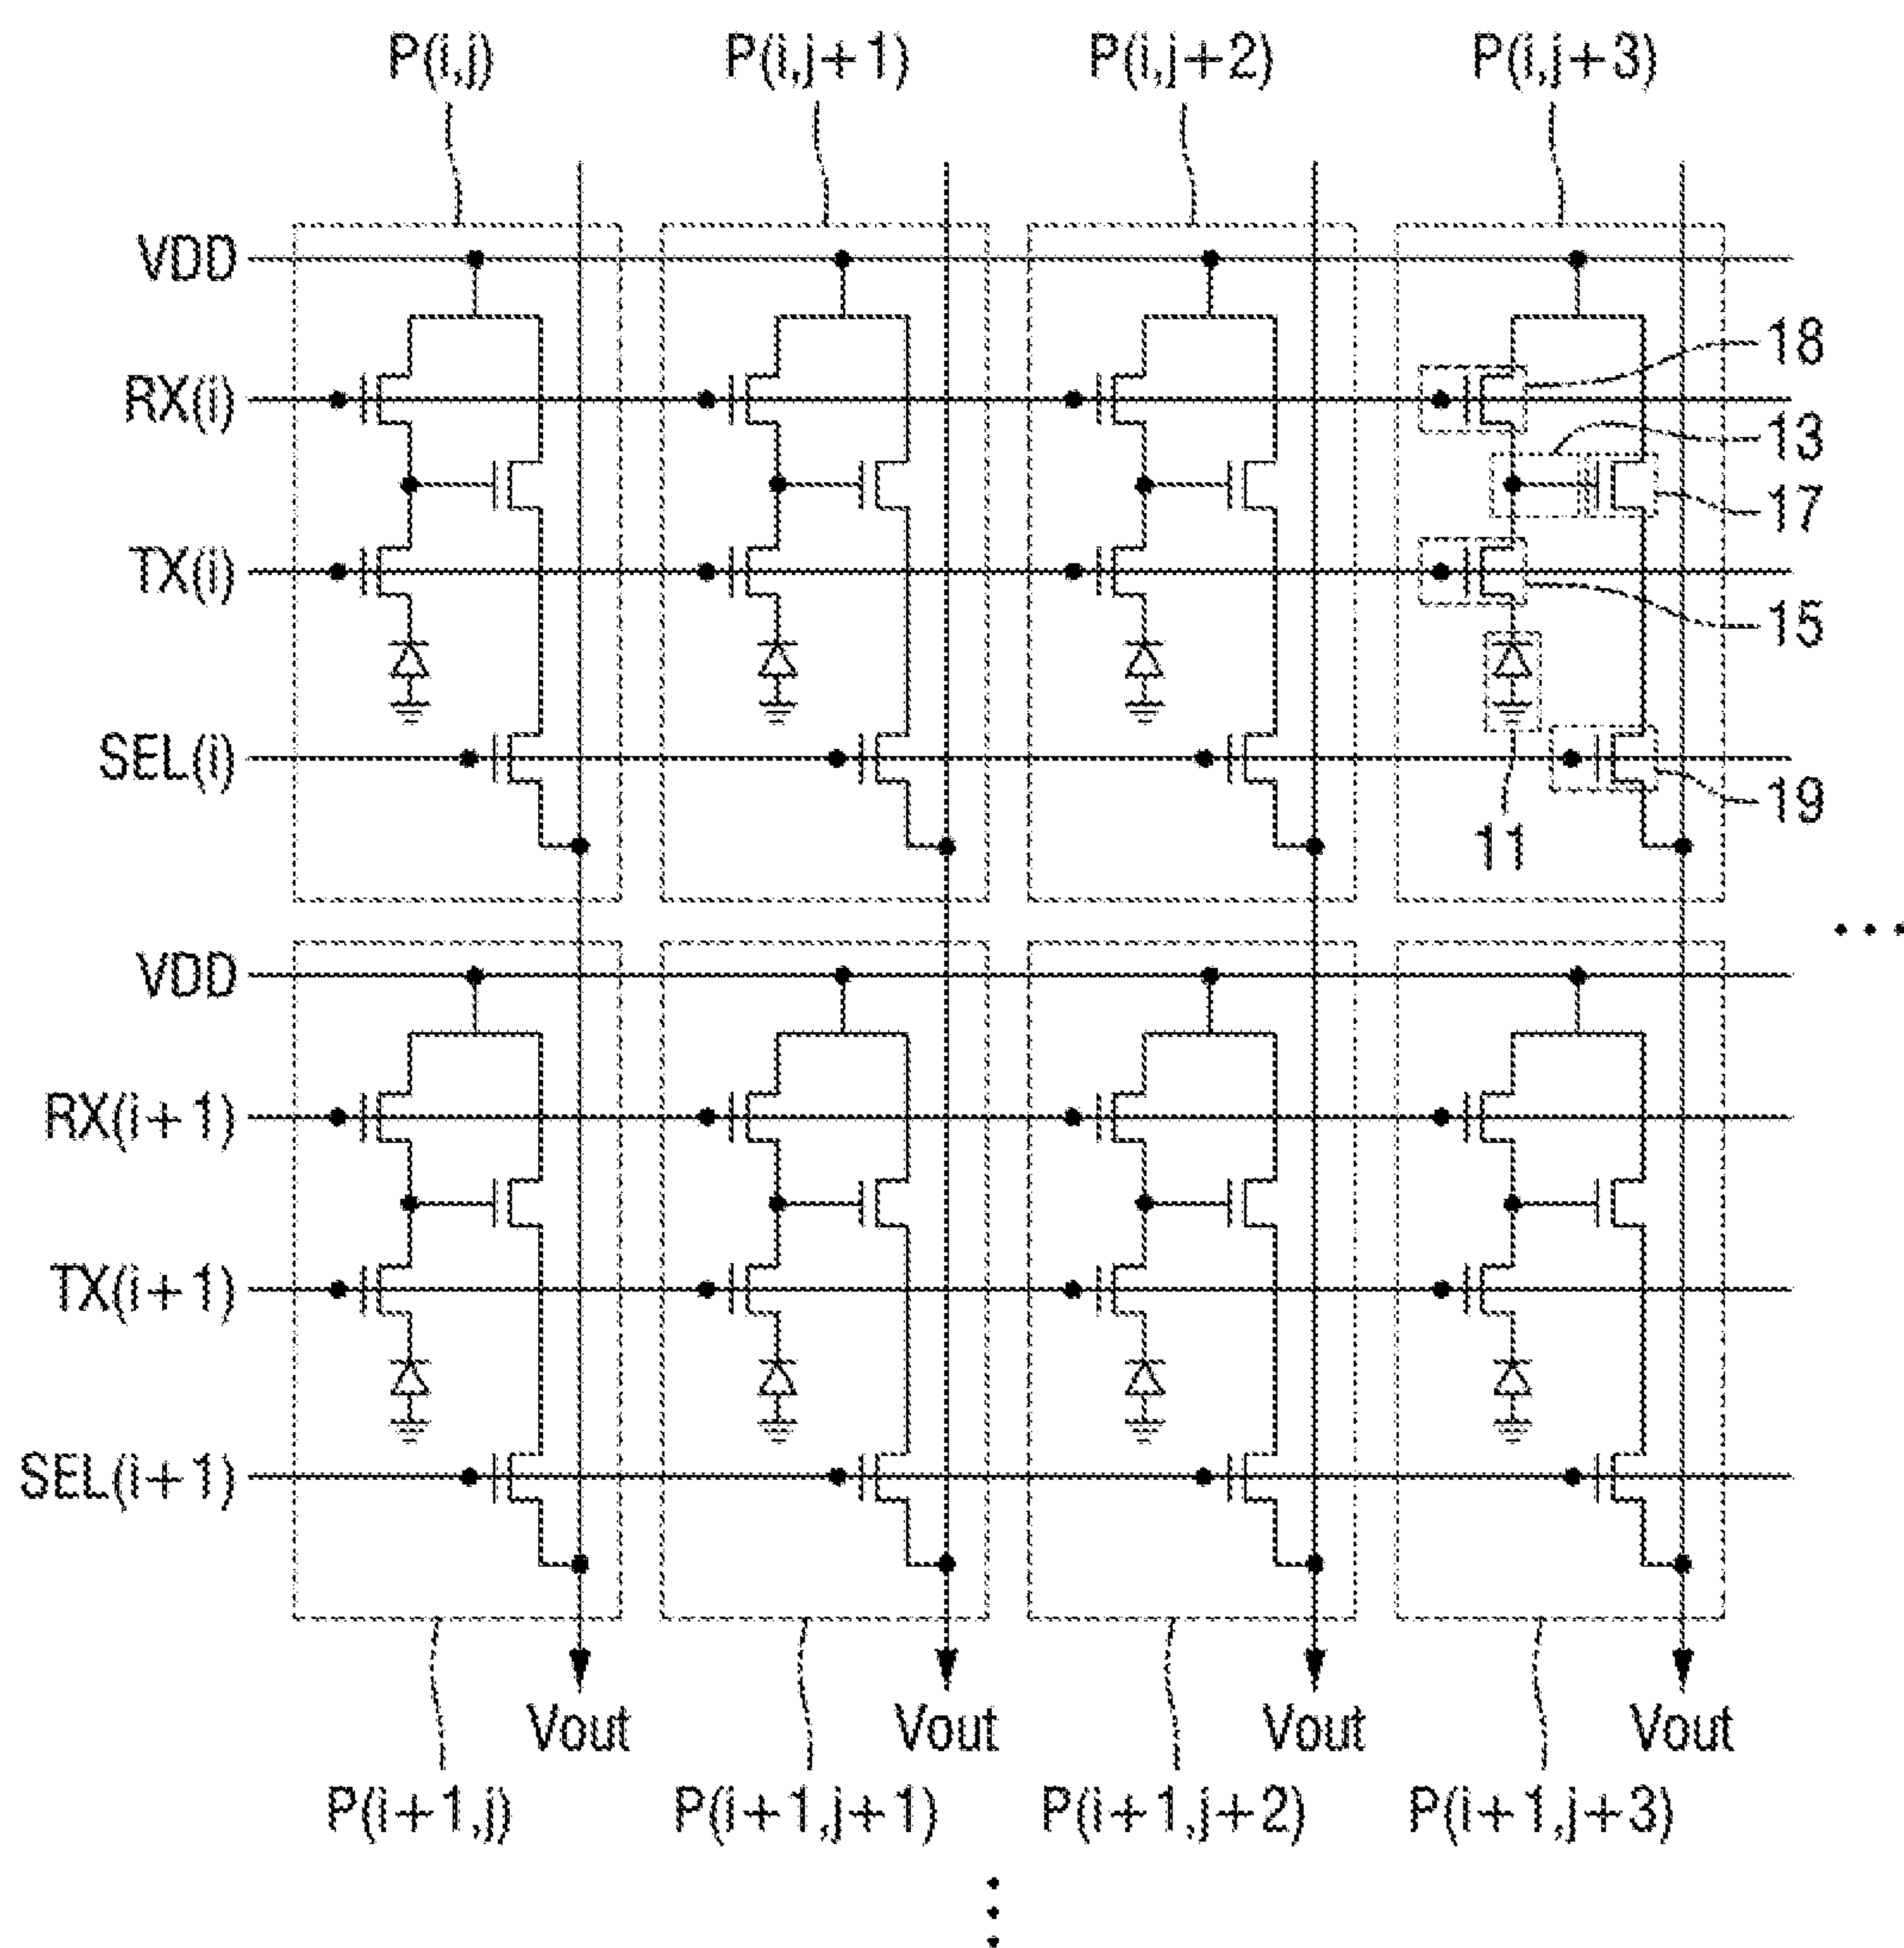 P(i,j) P(i,j+1) P(i,j+2) P(i,j+3)
VDD
18
RX(i)
13
17
TX(i)
15
SEL(i)
19
11
...
VDD
RX(i+1)
TX(i+1)
SEL(i+1)
Vout Vout Vout Vout
P(i+1,j) P(i+1,j+1) P(i+1,j+2) P(i+1,j+3)